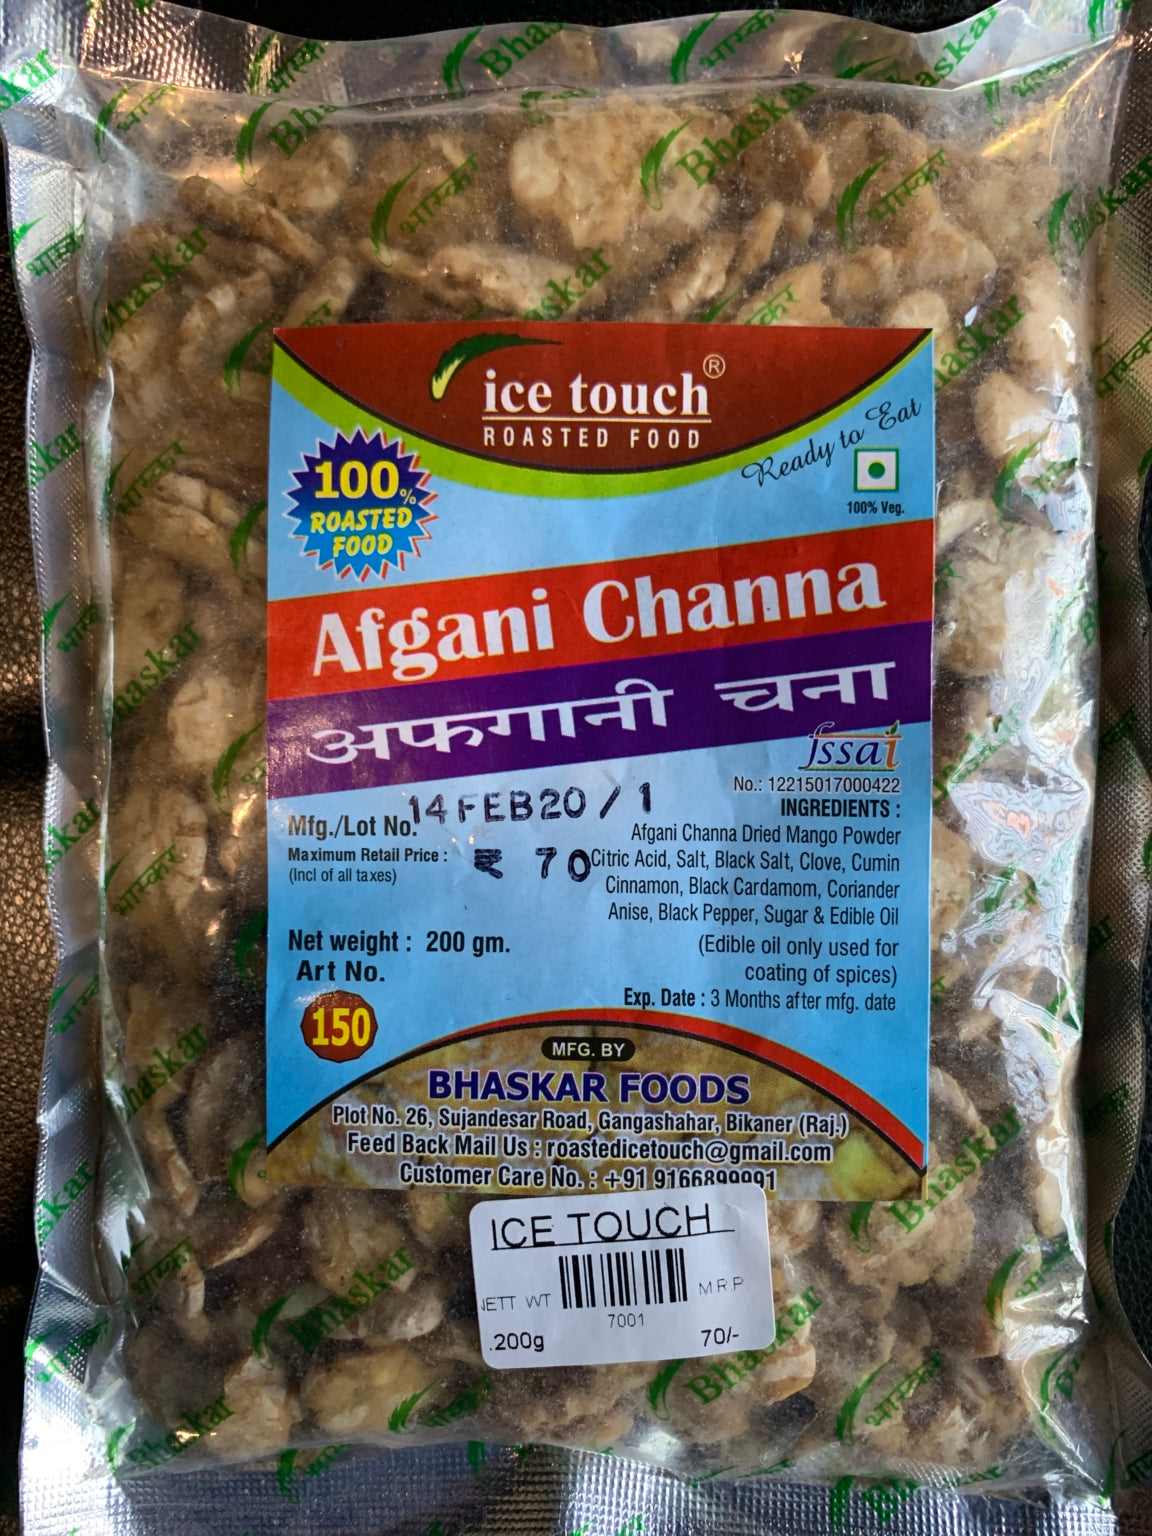 ice touch®
ROASTED FOOD
Ready to Eat
100%
ROASTED
FOOD
100% Veg.
Afgani Channa
अफगानी चना
fssai
No.: 12215017000422
Mfg./Lot No. 14 FEB20 / 1
Maximum Retail Price : ₹ 70
(Incl of all taxes)
Net weight : 200 gm.
Art No.
150
INGREDIENTS :
Afgani Channa Dried Mango Powder
Citric Acid, Salt, Black Salt, Clove, Cumin
Cinnamon, Black Cardamom, Coriander
Anise, Black Pepper, Sugar & Edible Oil
(Edible oil only used for
coating of spices)
Exp. Date : 3 Months after mfg. date
MFG. BY
BHASKAR FOODS
Plot No. 26, Sujandesar Road, Gangashahar, Bikaner (Raj.)
Feed Back Mail Us : roastedicetouch@gmail.com
Customer Care No. : +91 9166899991
ICE TOUCH
NETT WT M.R.P
7001
.200g 70/-
Bhaskar
भास्कर